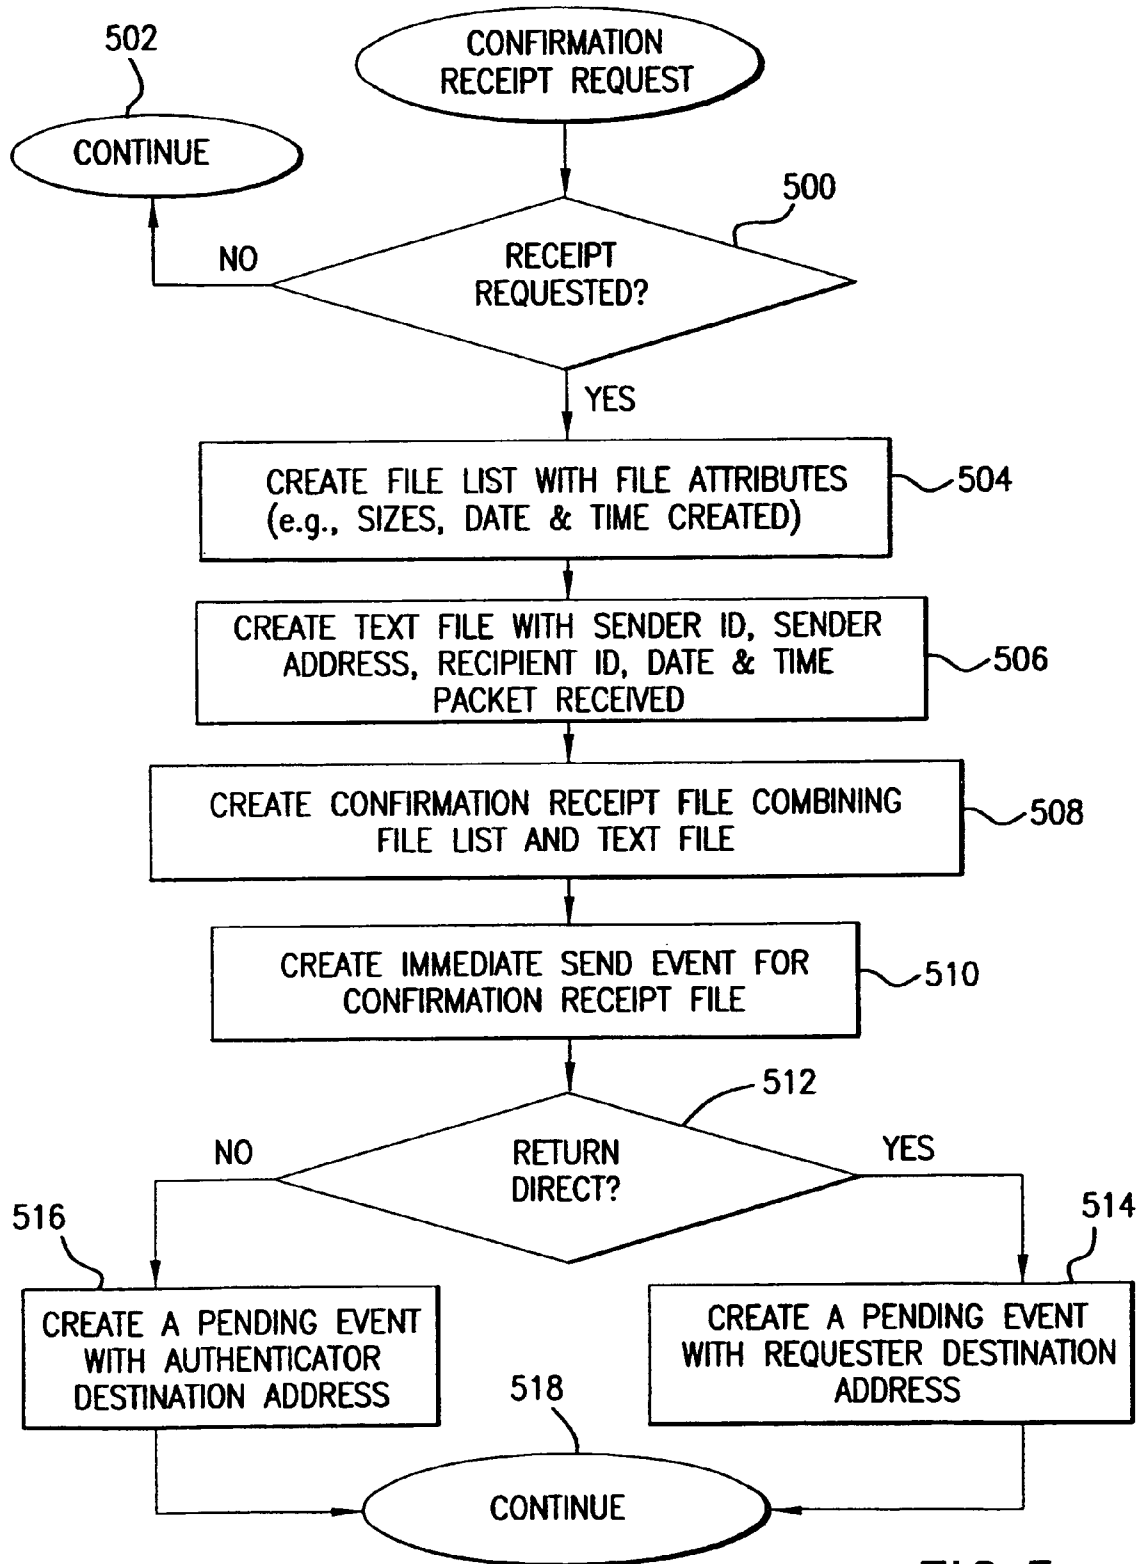 502
CONFIRMATION
RECEIPT REQUEST
CONTINUE
500
NO
RECEIPT
REQUESTED?
YES
CREATE FILE LIST WITH FILE ATTRIBUTES
(e.g., SIZES, DATE & TIME CREATED)
504
CREATE TEXT FILE WITH SENDER ID, SENDER
ADDRESS, RECIPIENT ID, DATE & TIME
PACKET RECEIVED
506
CREATE CONFIRMATION RECEIPT FILE COMBINING
FILE LIST AND TEXT FILE
508
CREATE IMMEDIATE SEND EVENT FOR
CONFIRMATION RECEIPT FILE
510
512
NO
RETURN
DIRECT?
YES
516
514
CREATE A PENDING EVENT
WITH AUTHENTICATOR
DESTINATION ADDRESS
CREATE A PENDING EVENT
WITH REQUESTER DESTINATION
ADDRESS
518
CONTINUE